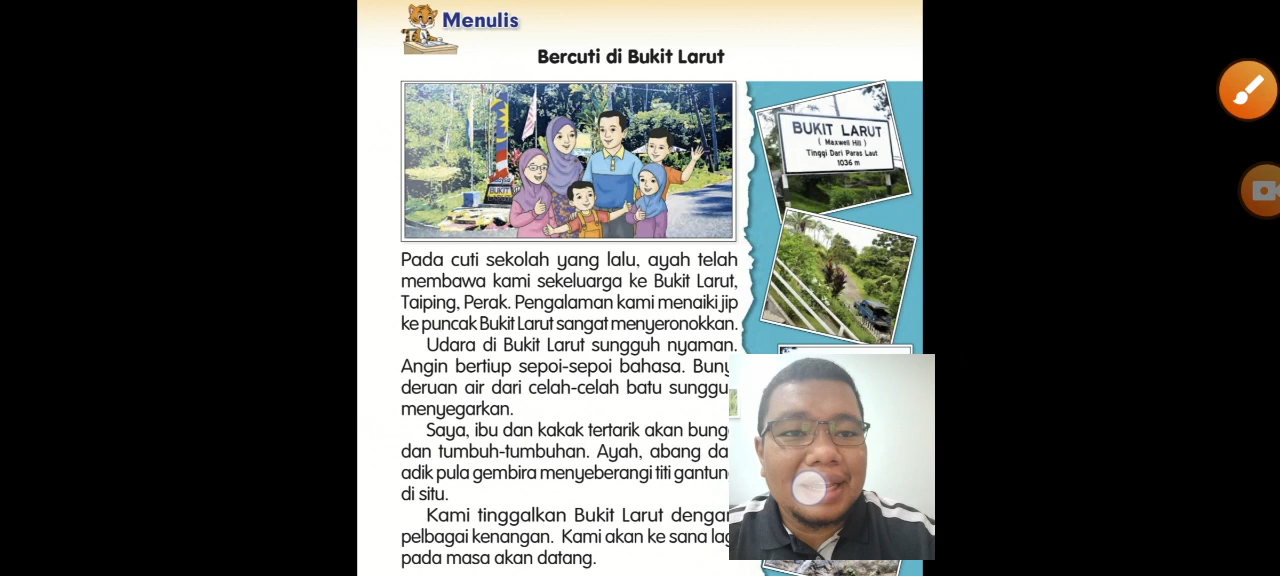 Menulis
Bercuti di Bukit Larut
BUKIT LARUT
( Maxwell Hill )
Tinggi Dari Paras Laut
1036 m
BUKIT
LARUT
Pada cuti sekolah yang lalu, ayah telah
membawa kami sekeluarga ke Bukit Larut,
Taiping, Perak. Pengalaman kami menaiki jip
ke puncak Bukit Larut sangat menyeronokkan.
Udara di Bukit Larut sungguh nyaman.
Angin bertiup sepoi-sepoi bahasa.
deruan air dari celah-celah batu
menyegarkan.
Saya, ibu dan kakak tertarik akan
dan tumbuh-tumbuhan. Ayah, abang
adik pula gembira menyeberangi titi
di situ.
Kami tinggalkan Bukit Larut
pelbagai kenangan. Kami akan ke sana
pada masa akan datang.